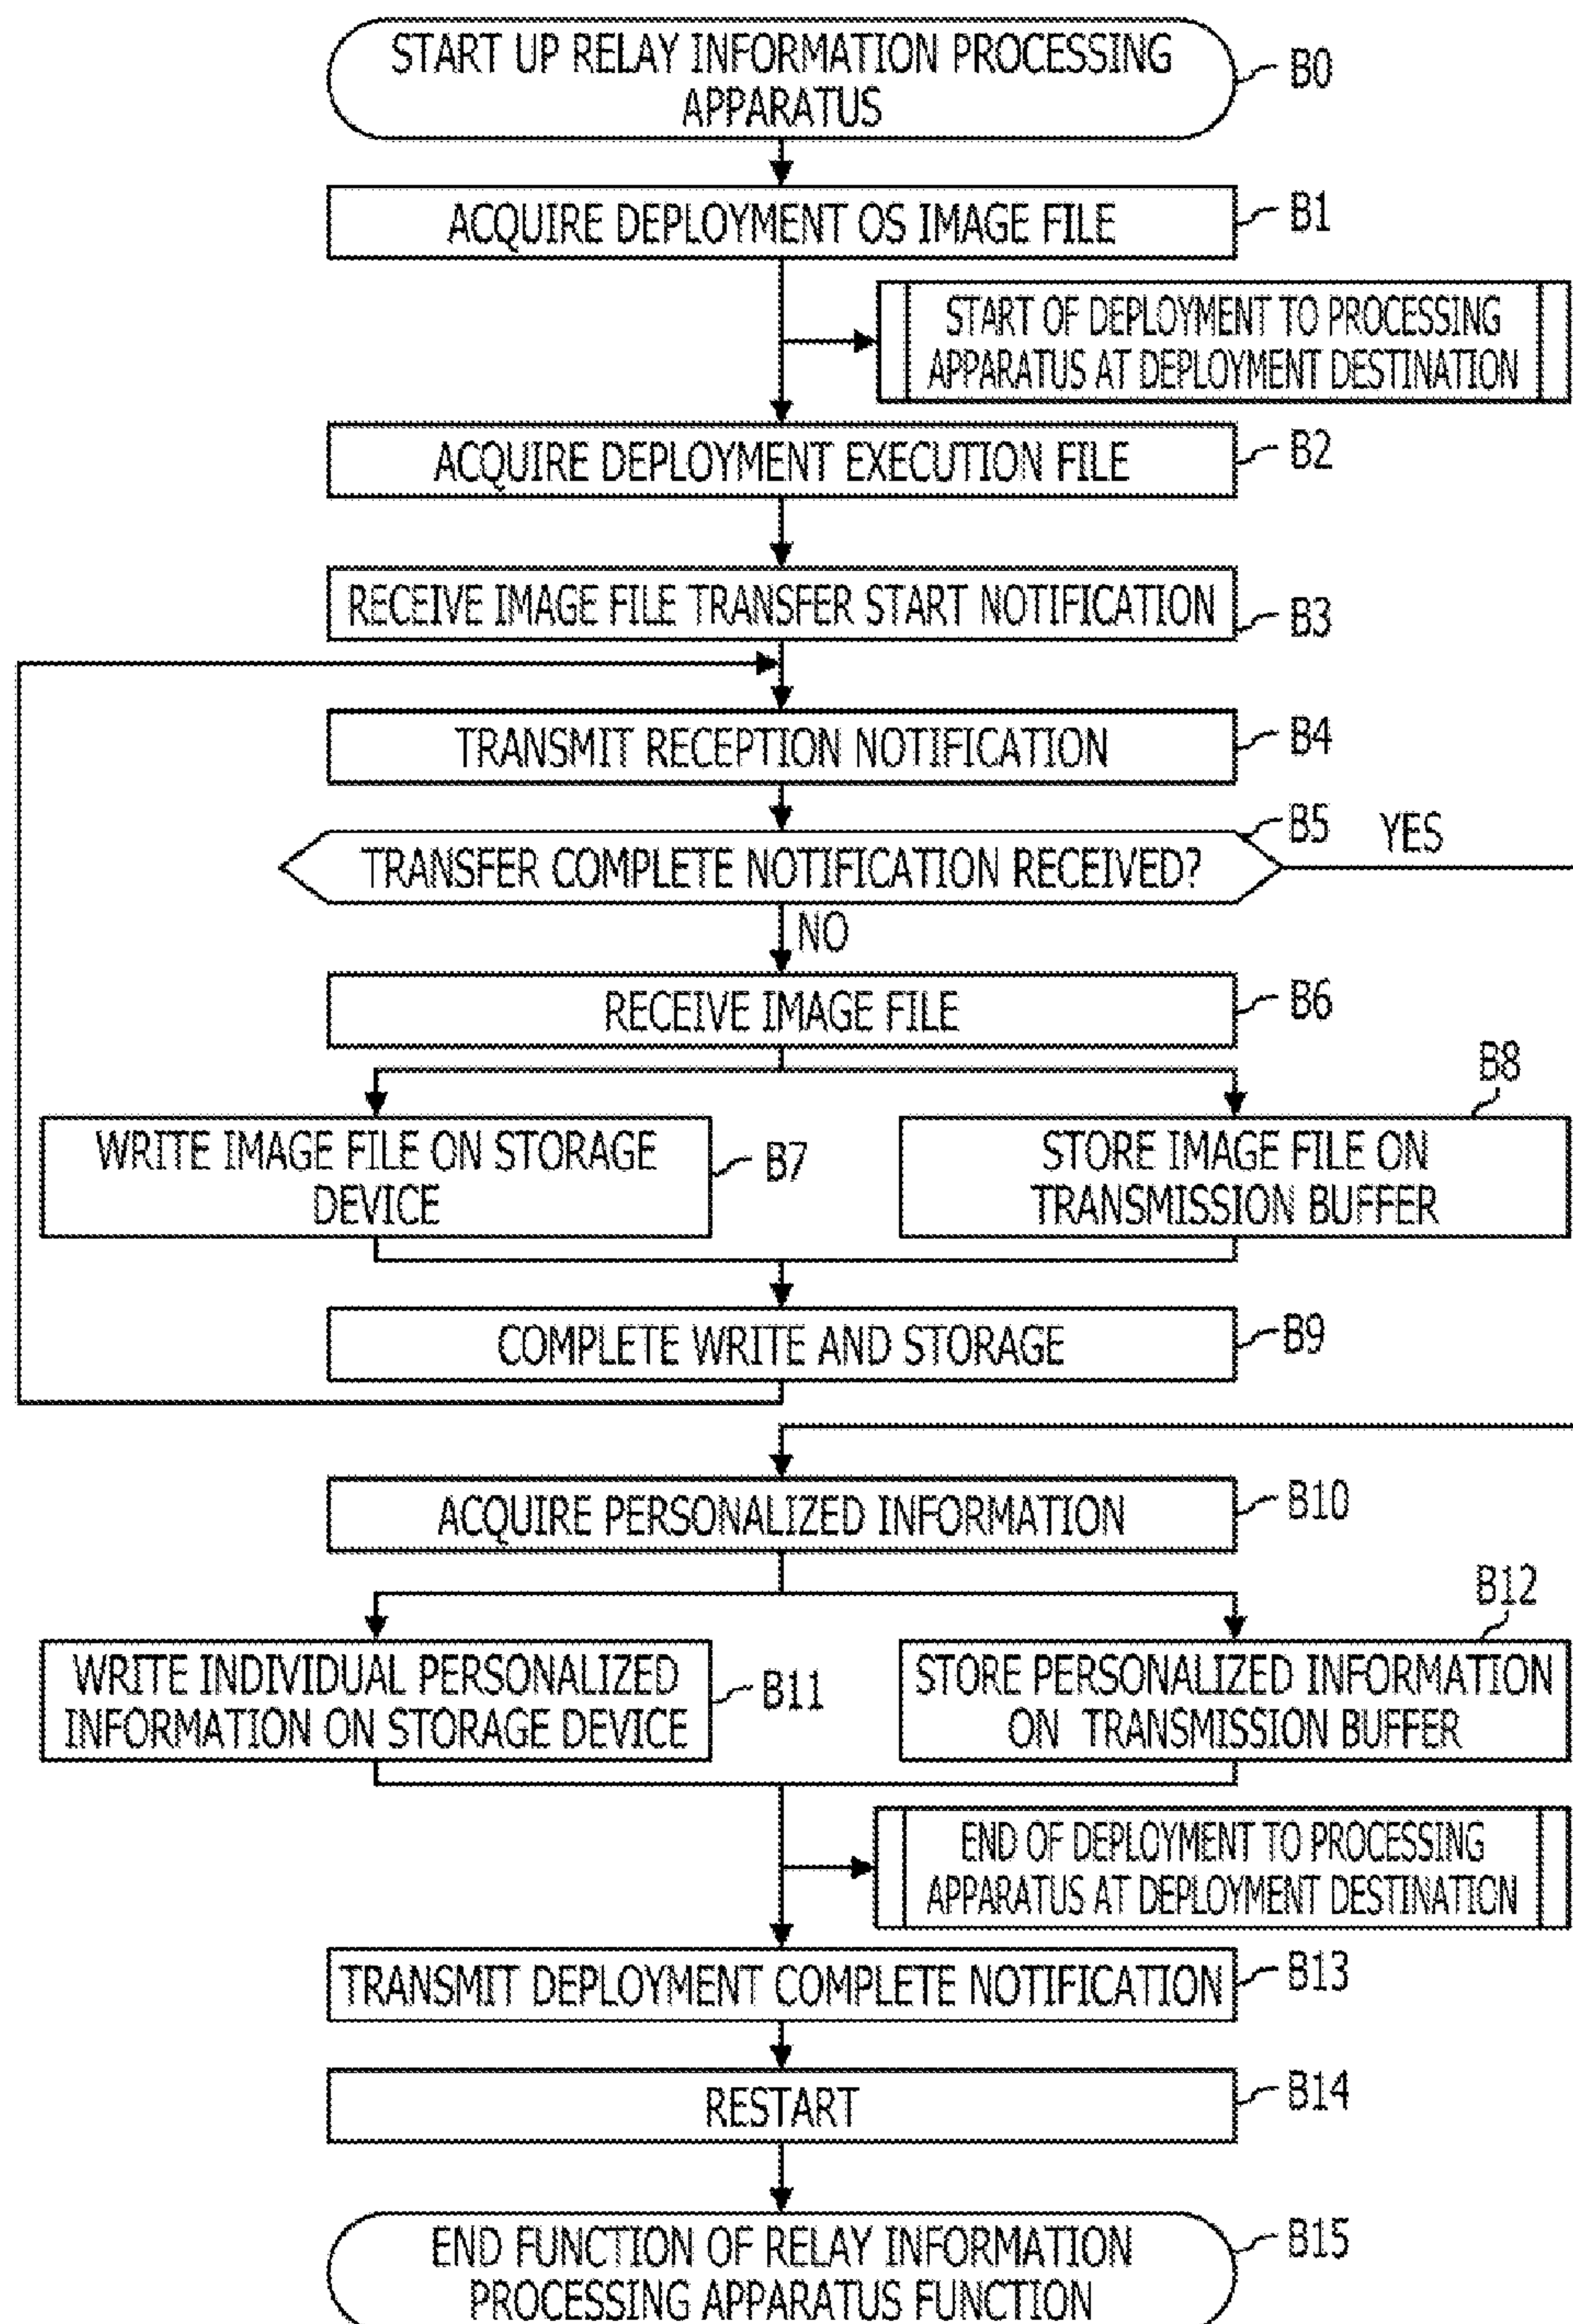 START UP RELAY INFORMATION PROCESSING
APPARATUS
B0
ACQUIRE DEPLOYMENT OS IMAGE FILE
B1
START OF DEPLOYMENT TO PROCESSING
APPARATUS AT DEPLOYMENT DESTINATION
ACQUIRE DEPLOYMENT EXECUTION FILE
B2
RECEIVE IMAGE FILE TRANSFER START NOTIFICATION
B3
TRANSMIT RECEPTION NOTIFICATION
B4
TRANSFER COMPLETE NOTIFICATION RECEIVED?
B5
YES
NO
RECEIVE IMAGE FILE
B6
WRITE IMAGE FILE ON STORAGE
DEVICE
B7
B8
STORE IMAGE FILE ON
TRANSMISSION BUFFER
COMPLETE WRITE AND STORAGE
B9
ACQUIRE PERSONALIZED INFORMATION
B10
WRITE INDIVIDUAL PERSONALIZED
INFORMATION ON STORAGE DEVICE
B11
B12
STORE PERSONALIZED INFORMATION
ON TRANSMISSION BUFFER
END OF DEPLOYMENT TO PROCESSING
APPARATUS AT DEPLOYMENT DESTINATION
TRANSMIT DEPLOYMENT COMPLETE NOTIFICATION
B13
RESTART
B14
END FUNCTION OF RELAY INFORMATION
PROCESSING APPARATUS FUNCTION
B15